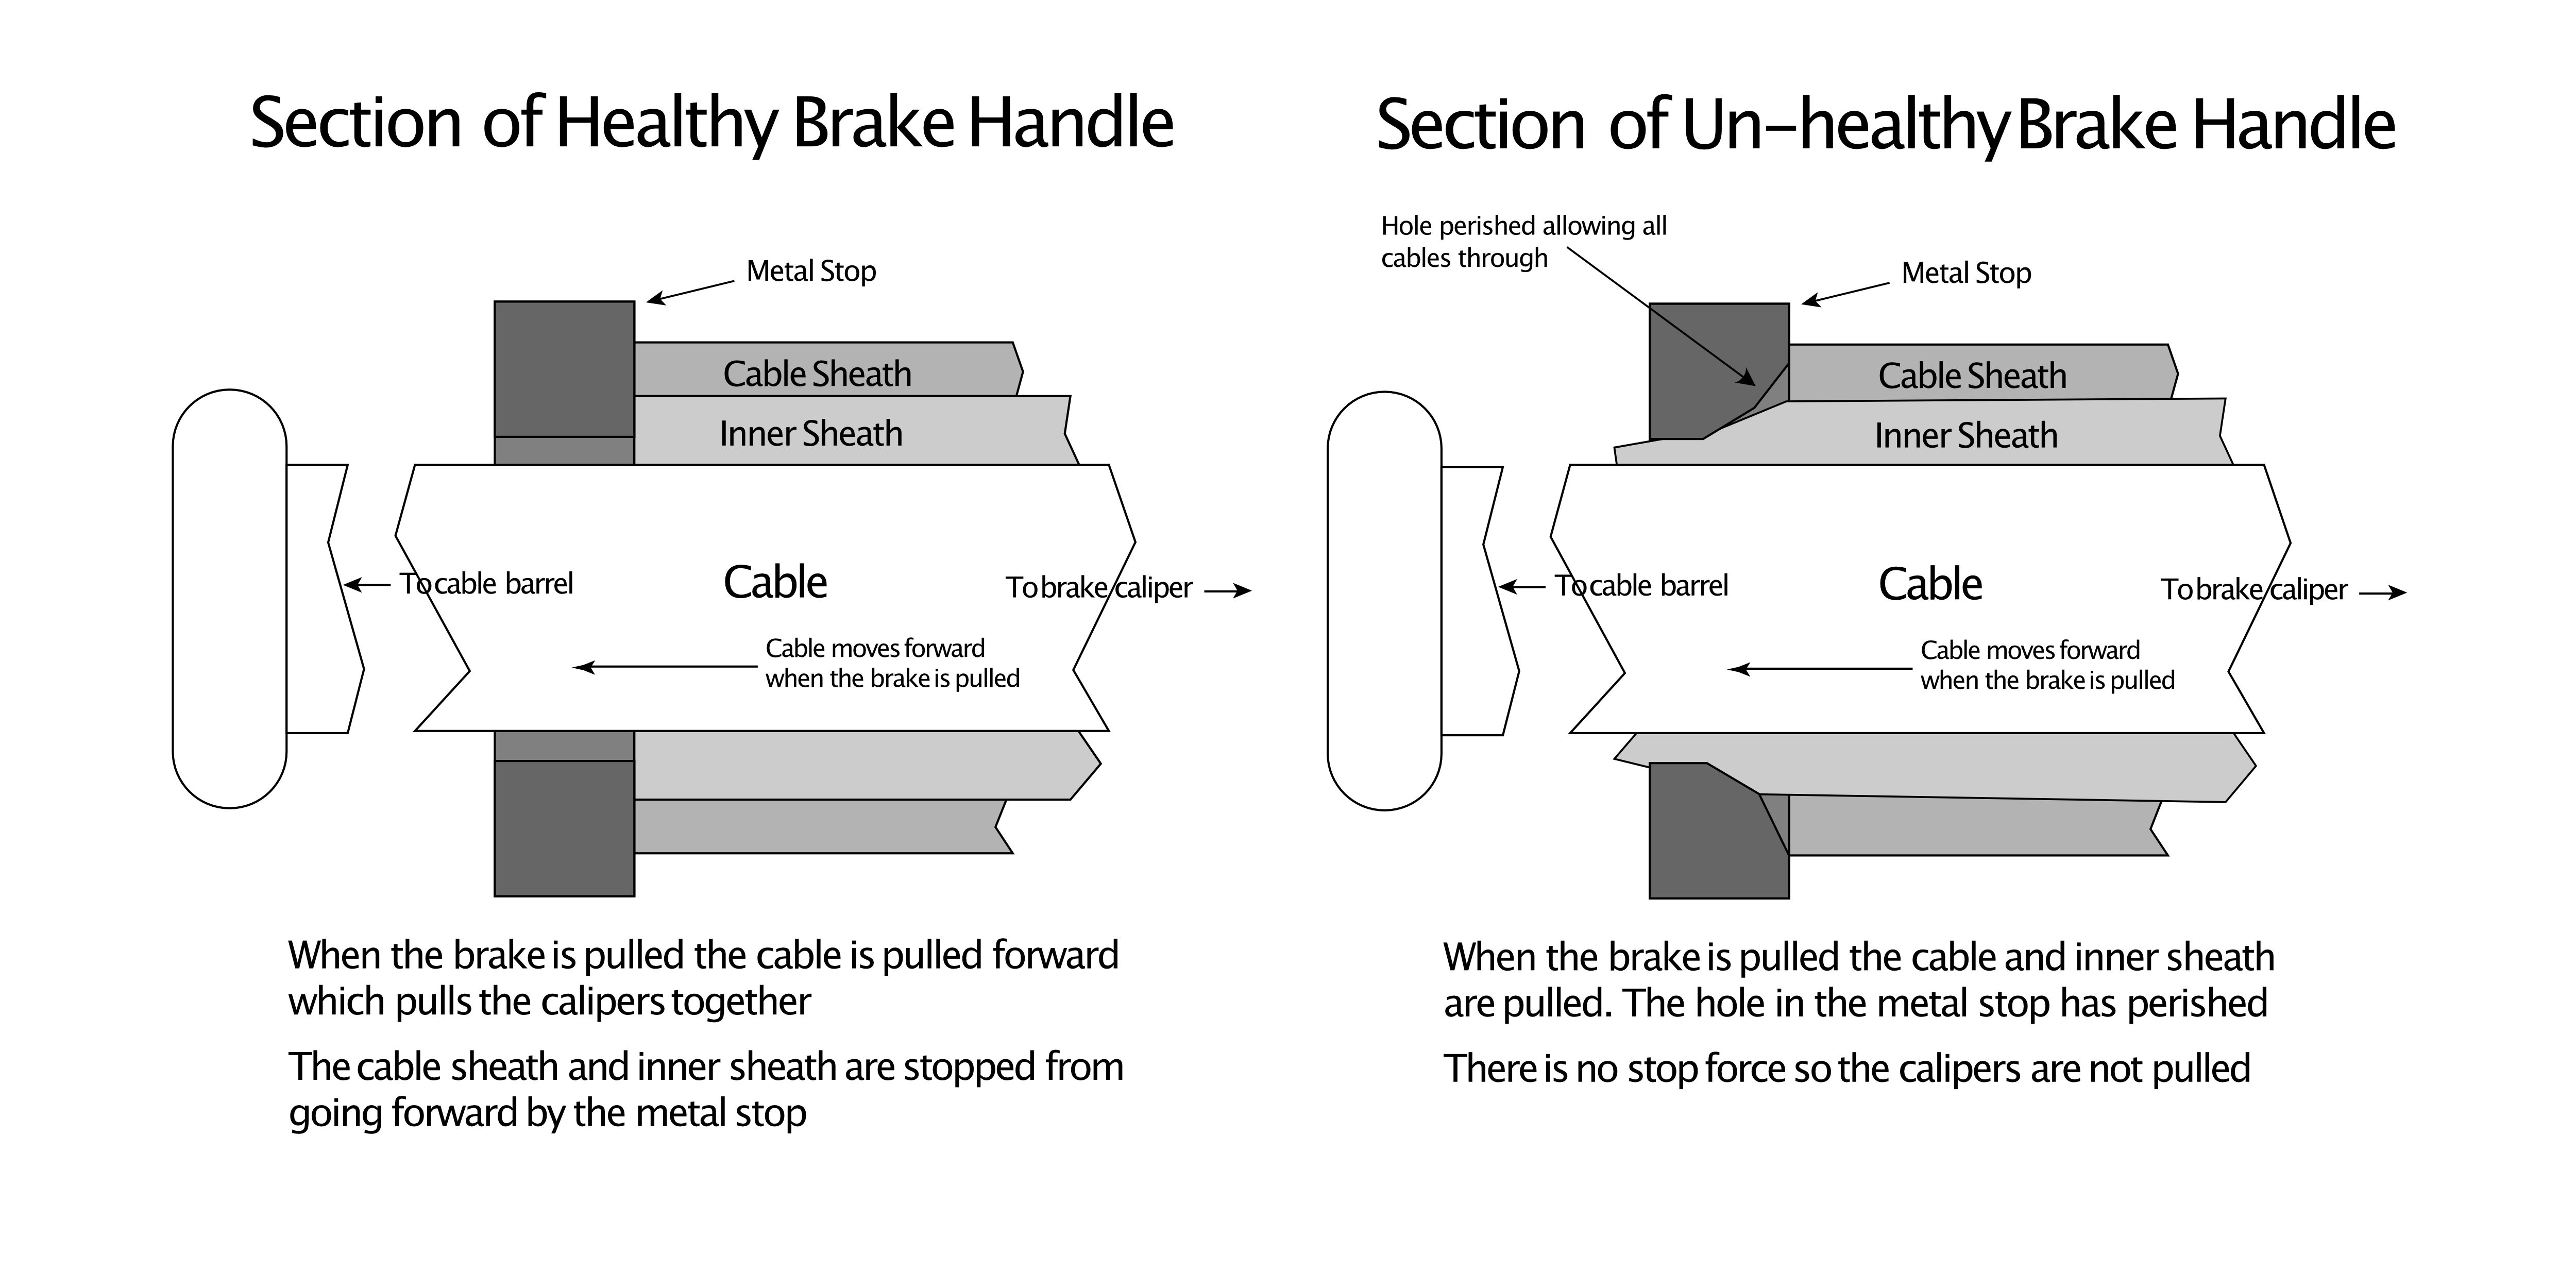 Section of Healthy Brake Handle
Metal Stop
Cable Sheath
Inner Sheath
To cable barrel
Cable
To brake caliper
Cable moves forward
when the brake is pulled
When the brake is pulled the cable is pulled forward
which pulls the calipers together
The cable sheath and inner sheath are stopped from
going forward by the metal stop
Section of Un-healthy Brake Handle
Hole perished allowing all
cables through
Metal Stop
Cable Sheath
Inner Sheath
To cable barrel
Cable
To brake caliper
Cable moves forward
when the brake is pulled
When the brake is pulled the cable and inner sheath
are pulled. The hole in the metal stop has perished
There is no stop force so the calipers are not pulled